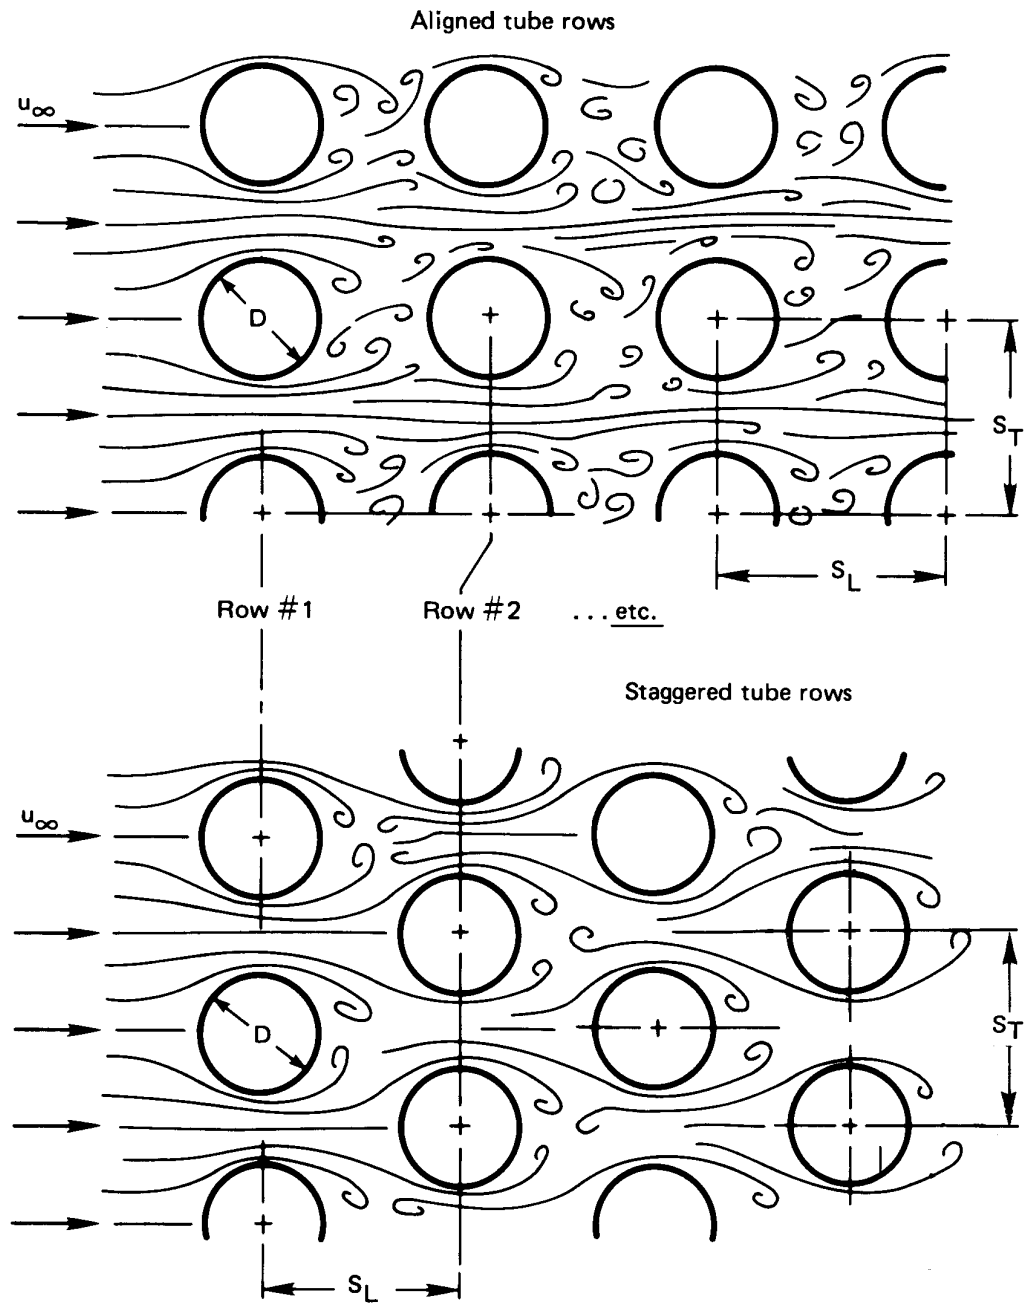 Aligned tube rows
u∞
D
S_T
S_L
Row #1 Row #2 ...etc.
Staggered tube rows
u∞
D
S_T
S_L